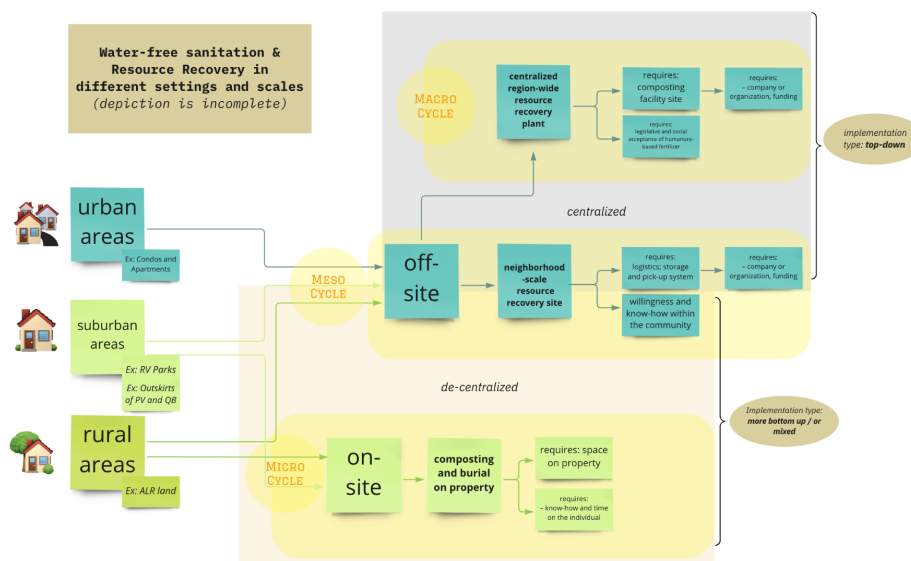 Water-free sanitation &
Resource Recovery in
different settings and scales
(depiction is incomplete)
MACRO
CYCLE
centralized
region-wide
resource
recovery
plant
requires:
composting
facility site
requires:
– company or
organization, funding
requires:
legislative and social
acceptance of humanure-
based fertilizer
implementation
type: top-down
centralized
urban
areas
Ex: Condos and
Apartments
MESO
CYCLE
off-
site
neighborhood
-scale
resource
recovery site
requires:
logistics; storage
and pick-up system
requires:
– company or
organization, funding
willingness and
know-how within
the community
suburban
areas
Ex: RV Parks
Ex: Outskirts
of PV and QB
de-centralized
Implementation type:
more bottom up / or
mixed
rural
areas
Ex: ALR land
MICRO
CYCLE
on-
site
composting
and burial
on property
requires: space
on property
requires:
– know-how and time
on the individual